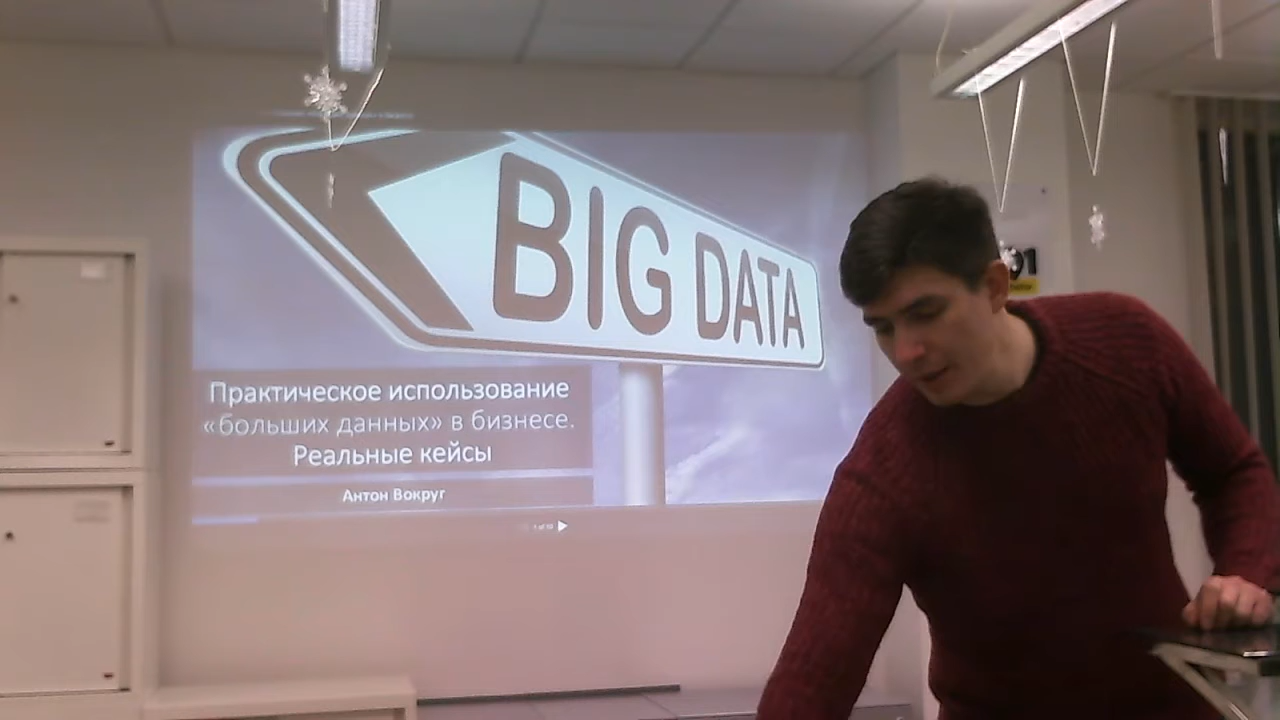 BIG DATA
Практическое использование
«больших данных» в бизнесе.
Реальные кейсы
Антон Вокруг